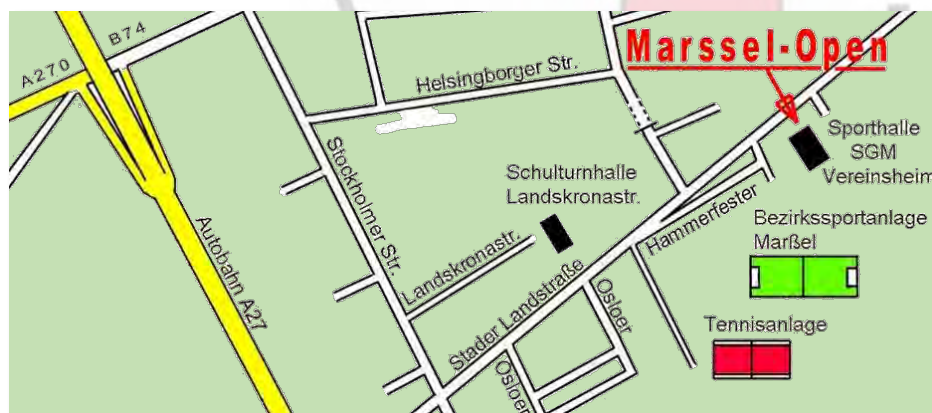 Marssel-Open
A270
B74
Helsingborger Str.
Sporthalle
SGM
Vereinsheim
Schulturnhalle
Landskronastr.
Stockholmer Str.
Hammerfester
Bezirkssportanlage
Marßel
Autobahn A27
Landskronastr.
Stader Landstraße
Osloer
Tennisanlage
Osloer